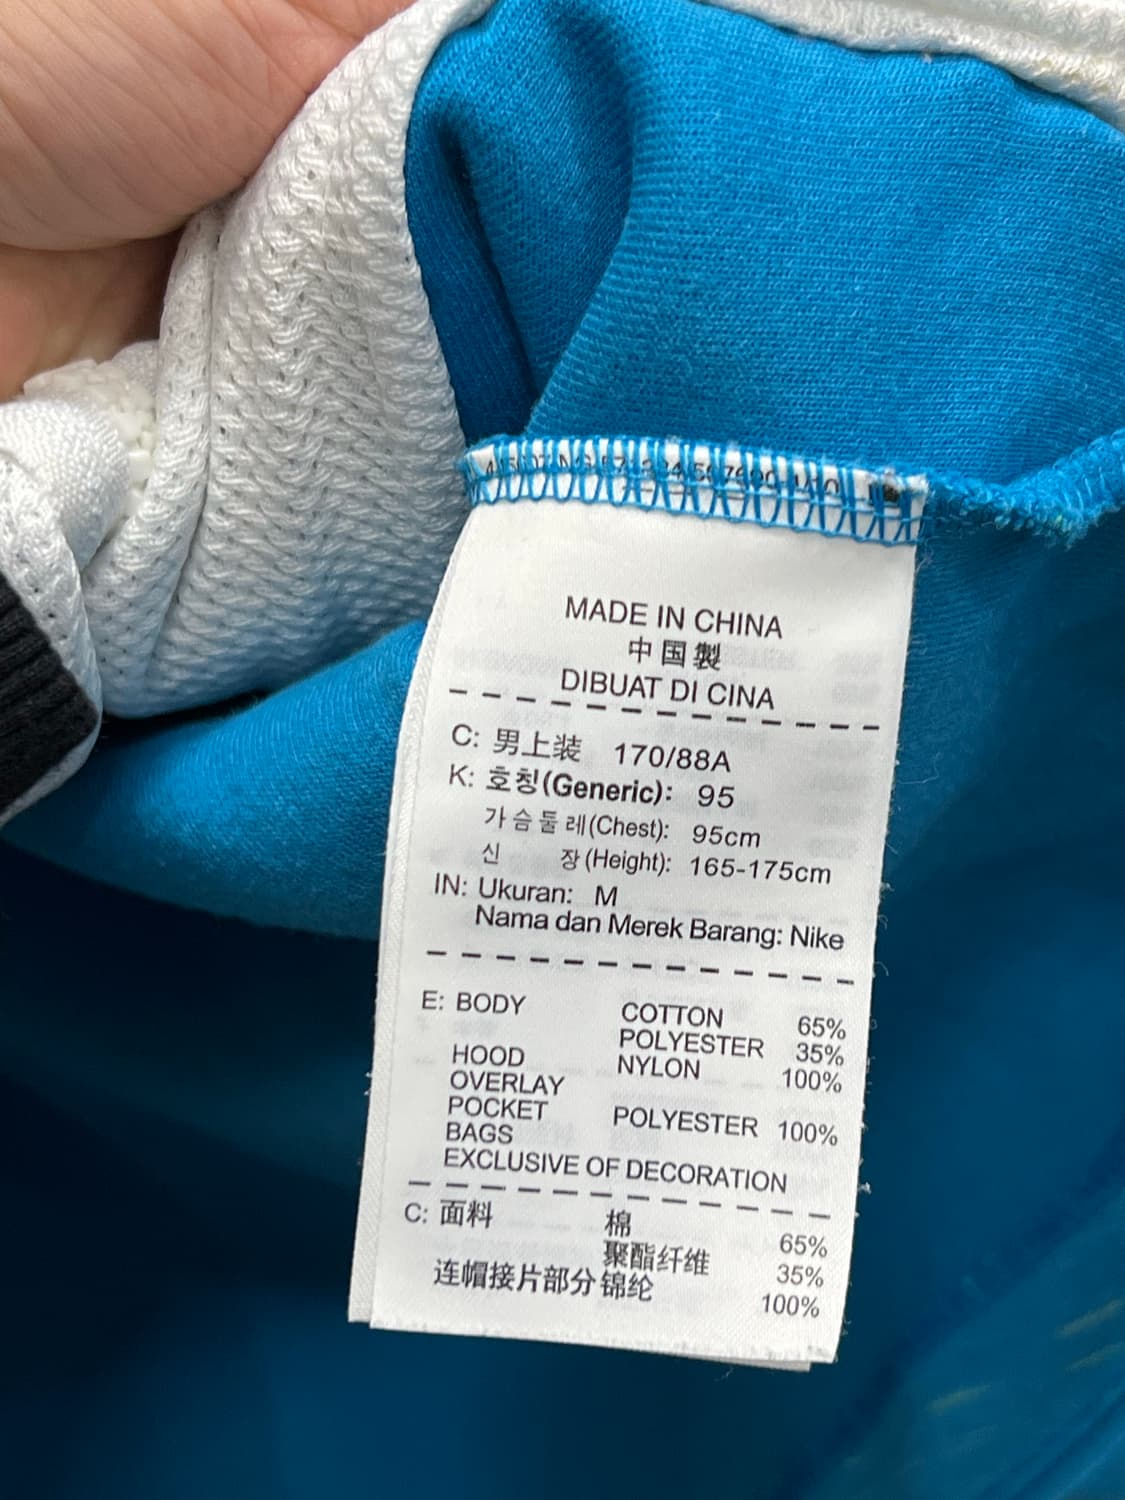 MADE IN CHINA
中国製
DIBUAT DI CINA
C: 男上装 170/88A
K: 호칭(Generic): 95
가슴둘레(Chest): 95cm
신 장(Height): 165-175cm
IN: Ukuran: M
Nama dan Merek Barang: Nike
E: BODY COTTON 65%
POLYESTER 35%
HOOD NYLON 100%
OVERLAY
POCKET POLYESTER 100%
BAGS
EXCLUSIVE OF DECORATION
C: 面料 棉 65%
聚酯纤维 35%
连帽接片部分 锦纶 100%